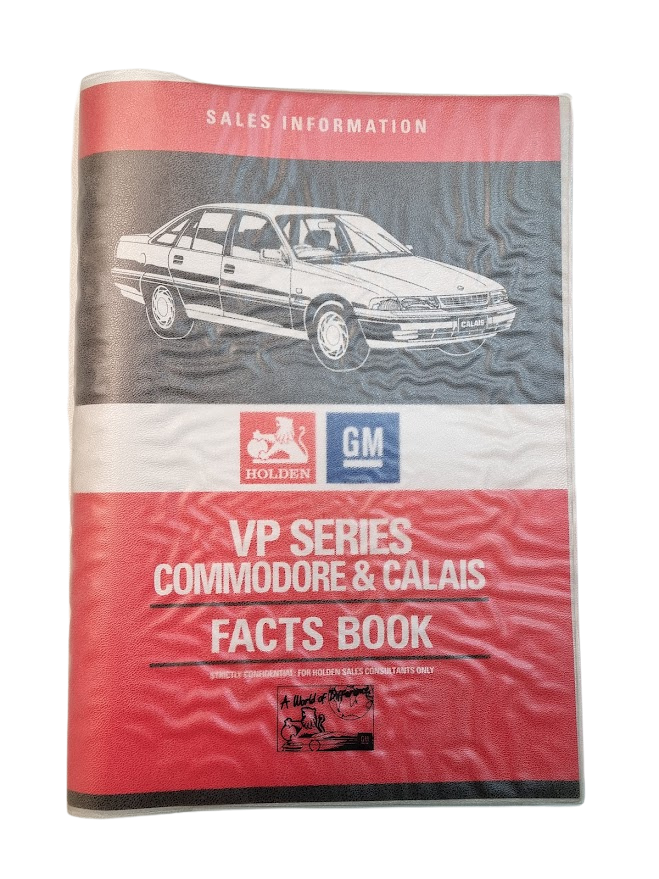 SALES INFORMATION
CALAIS
HOLDEN
GM
VP SERIES
COMMODORE & CALAIS
FACTS BOOK
STRICTLY CONFIDENTIAL: FOR HOLDEN SALES CONSULTANTS ONLY
A World of Difference
GM